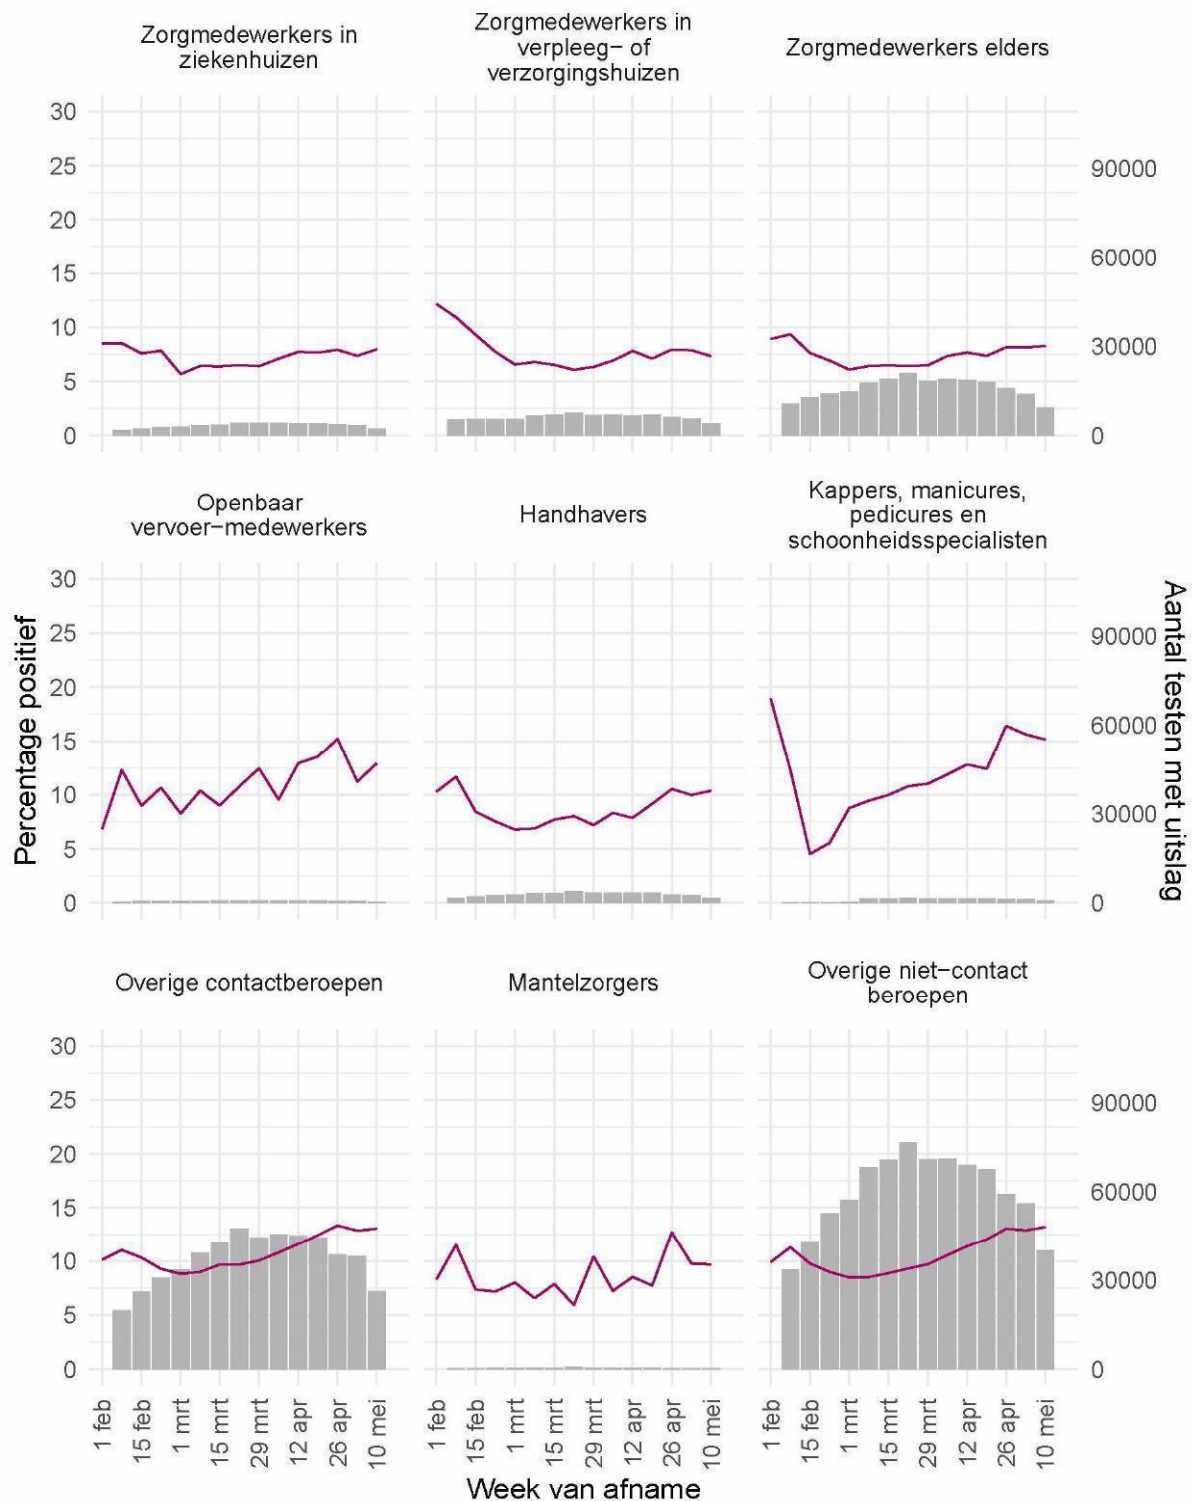 Zorgmedewerkers in
ziekenhuizen
Zorgmedewerkers in
verpleeg− of
verzorgingshuizen
Zorgmedewerkers elders
30
25
20
15
10
5
0
90000
60000
30000
0
Openbaar
vervoer−medewerkers
Handhavers
Kappers, manicures,
pedicures en
schoonheidsspecialisten
Percentage positief
30
25
20
15
10
5
0
90000
60000
30000
0
Aantal testen met uitslag
Overige contactberoepen
Mantelzorgers
Overige niet−contact
beroepen
30
25
20
15
10
5
0
90000
60000
30000
0
1 feb
15 feb
1 mrt
15 mrt
29 mrt
12 apr
26 apr
10 mei
1 feb
15 feb
1 mrt
15 mrt
29 mrt
12 apr
26 apr
10 mei
1 feb
15 feb
1 mrt
15 mrt
29 mrt
12 apr
26 apr
10 mei
Week van afname